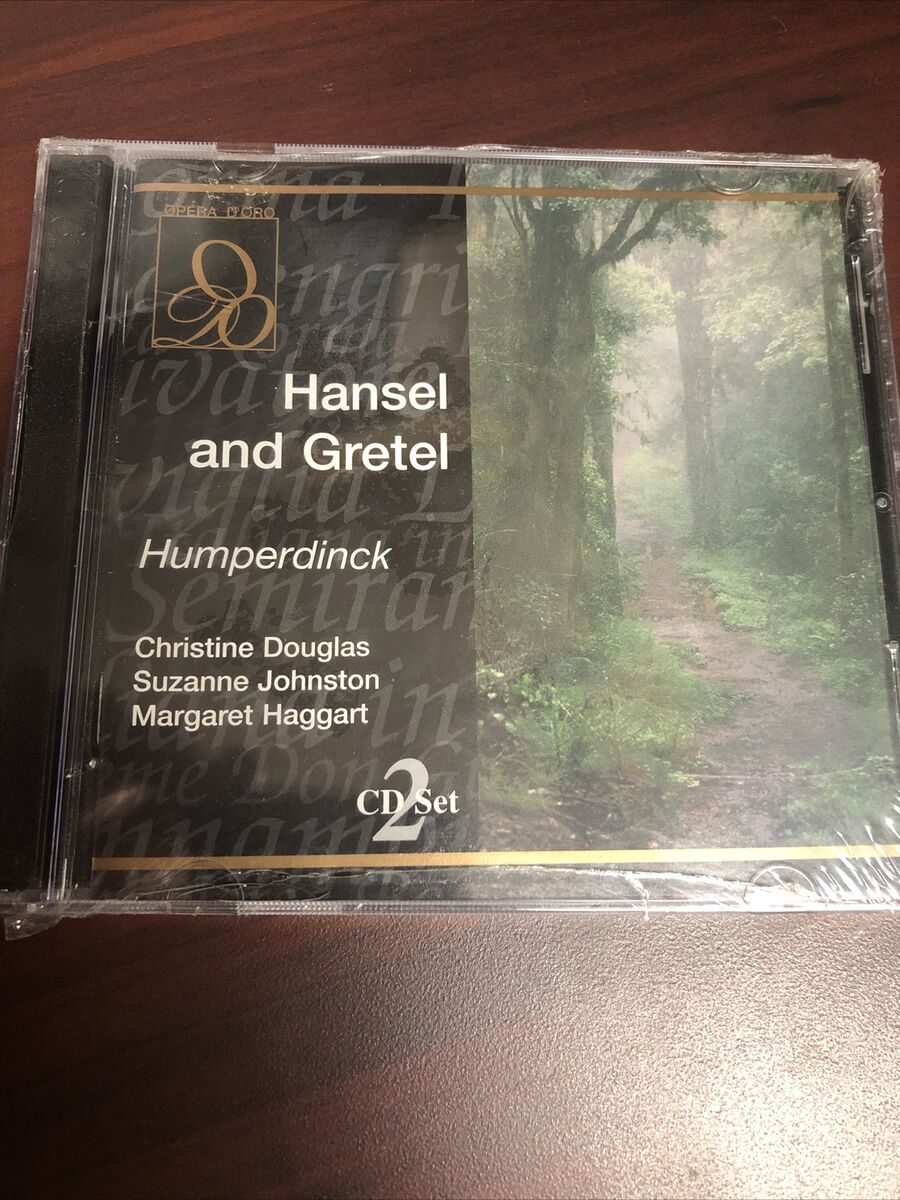 OPERA D'ORO
Hansel
and Gretel
Humperdinck
Christine Douglas
Suzanne Johnston
Margaret Haggart
CD 2 Set